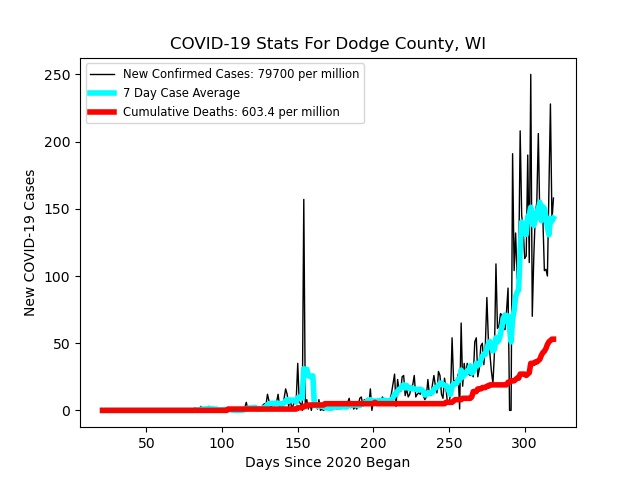 COVID-19 Stats For Dodge County, WI
New Confirmed Cases: 79700 per million
7 Day Case Average
Cumulative Deaths: 603.4 per million
New COVID-19 Cases
250
200
150
100
50
0
50 100 150 200 250 300
Days Since 2020 Began